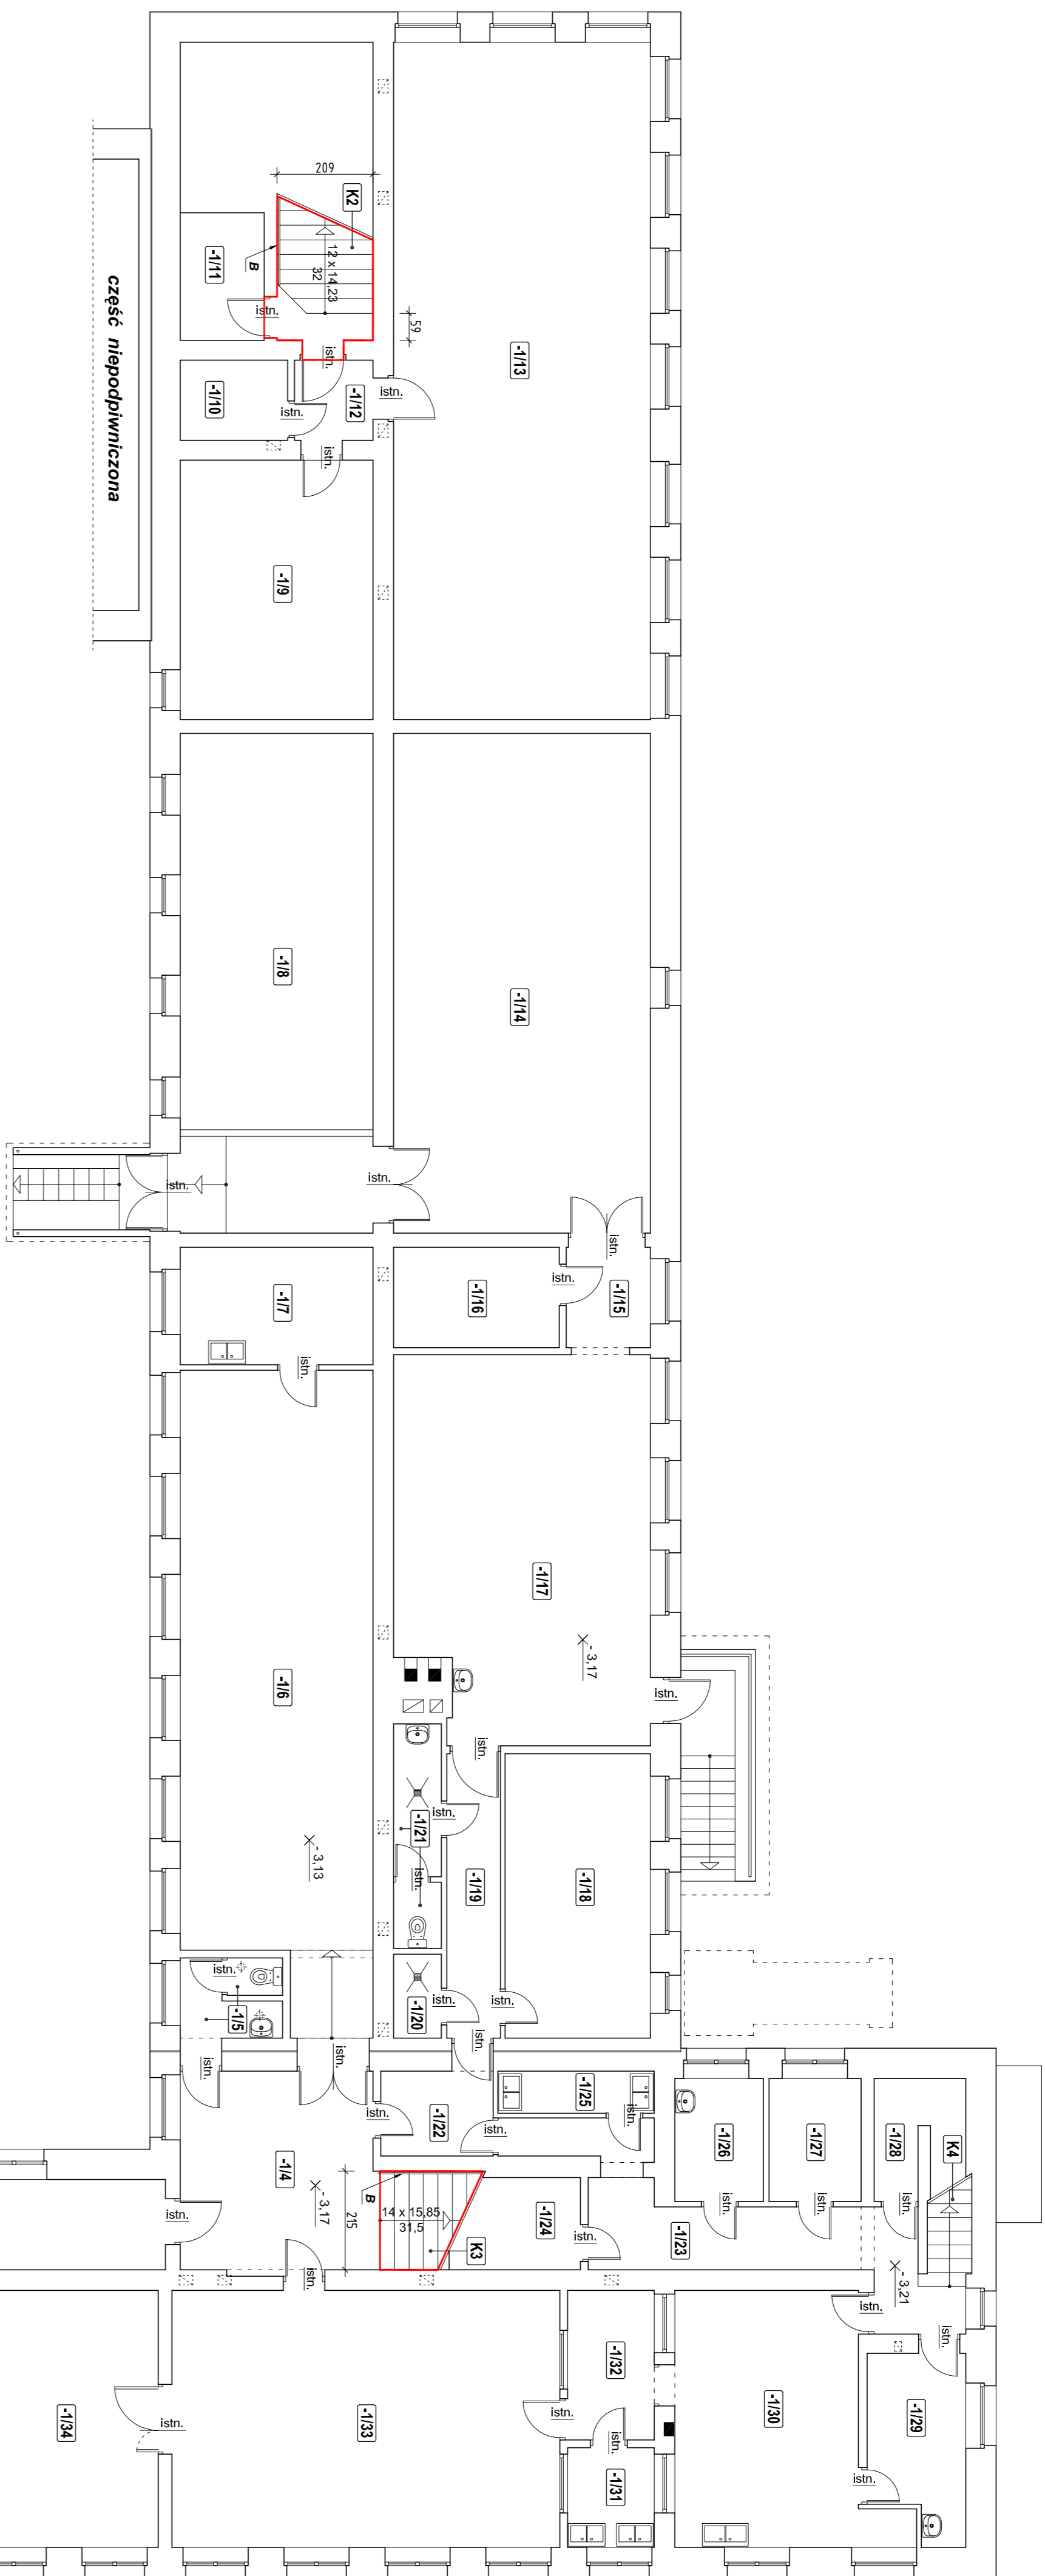 209
K2
12 x 14,23
32
B
-1/11
istn.
59
-1/13
istn.
-1/12
istn.
-1/10
istn.
istn.
część niepodpiwniczona
-1/9
-1/8
-1/14
istn.
istn.
istn.
-1/15
istn.
-1/16
-1/7
istn.
-1/17
- 3,17
-1/6
istn.
istn.
istn.
-1/21
- 3,13
istn.
-1/19
-1/18
istn.
-1/5
-1/20
istn.
istn.
istn.
istn.
istn.
-1/25
istn.
-1/22
istn.
istn.
-1/26
-1/27
-1/28
K4
-1/4
- 3,17
B
215
14 x 15,85
31,5
K3
-1/24
istn.
-1/23
istn.
istn.
istn.
istn.
istn.
- 3,21
istn.
istn.
-1/32
-1/30
-1/29
-1/34
istn.
-1/33
istn.
istn.
-1/31
istn.